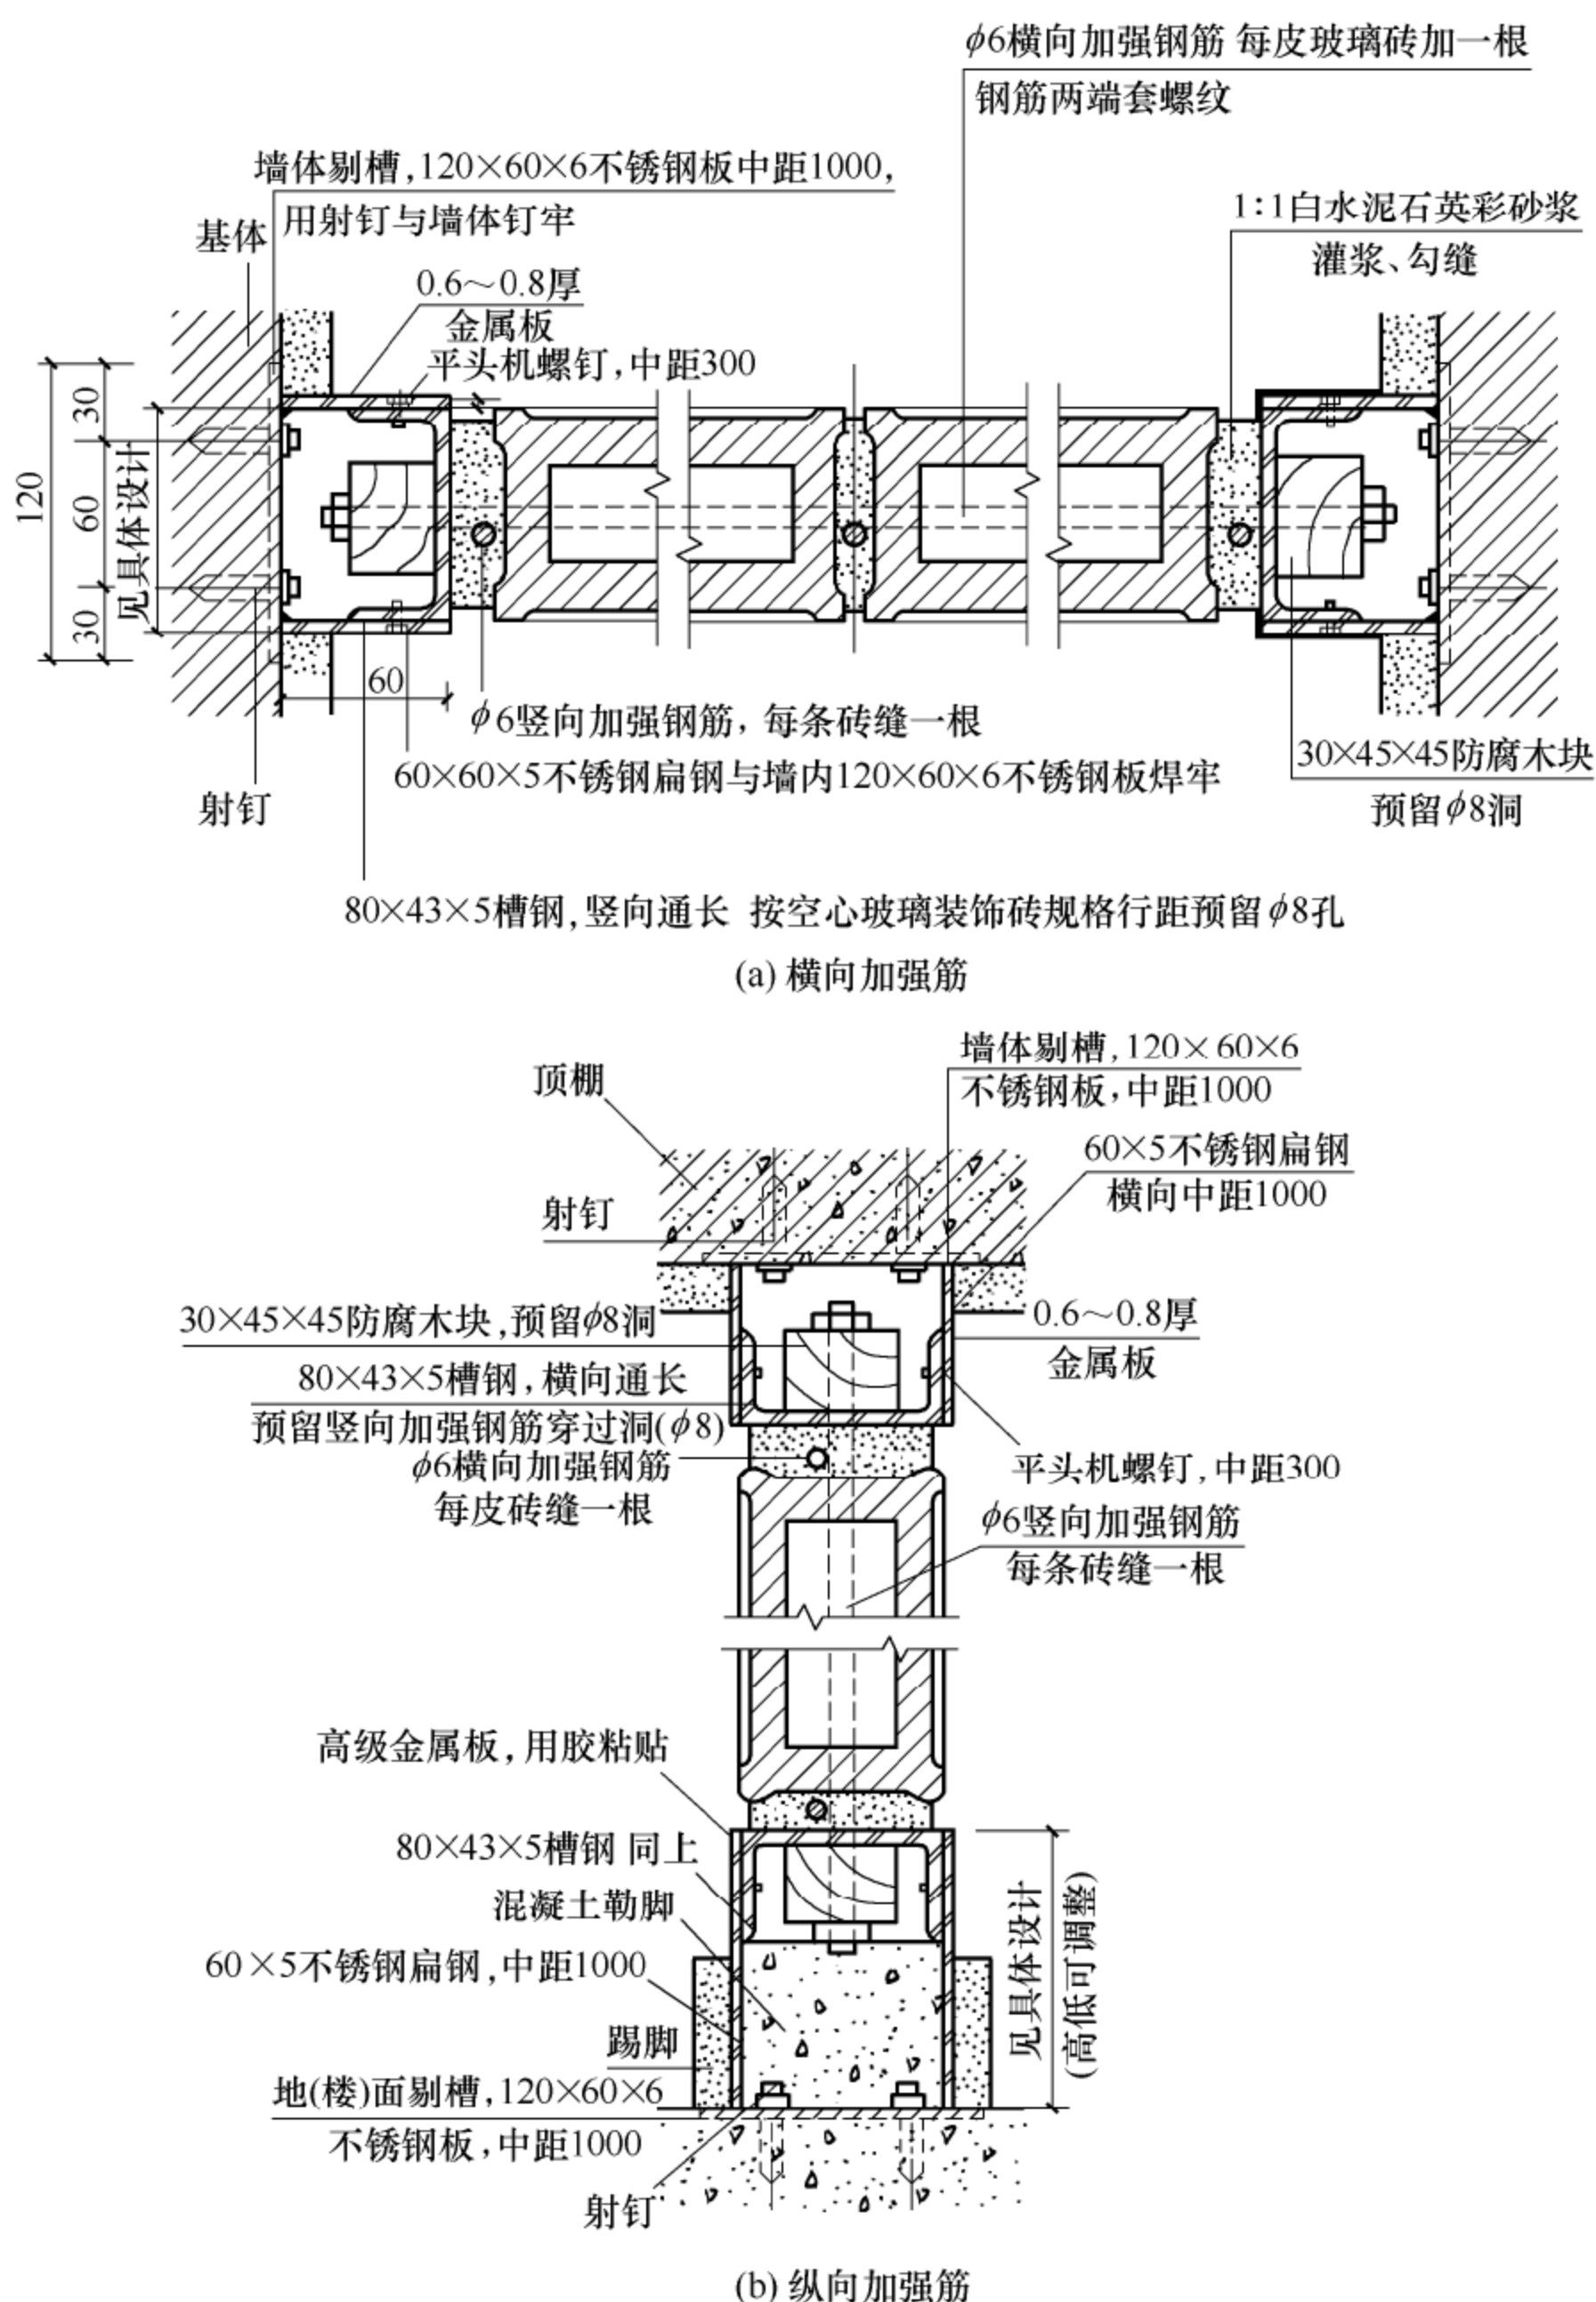 ϕ6横向加强钢筋 每皮玻璃砖加一根
钢筋两端套螺纹
墙体剔槽,120×60×6不锈钢板中距1000,
用射钉与墙体钉牢
1:1白水泥石英彩砂浆
灌浆、勾缝
基体
0.6~0.8厚
金属板
平头机螺钉,中距300
120
30
60
30
见具体设计
60
ϕ6竖向加强钢筋,每条砖缝一根
60×60×5不锈钢扁钢与墙内120×60×6不锈钢板焊牢
30×45×45防腐木块
预留ϕ8洞
射钉
80×43×5槽钢,竖向通长 按空心玻璃装饰砖规格行距预留ϕ8孔
(a) 横向加强筋
墙体剔槽,120×60×6
不锈钢板,中距1000
顶棚
60×5不锈钢扁钢
横向中距1000
射钉
30×45×45防腐木块,预留ϕ8洞
0.6~0.8厚
金属板
80×43×5槽钢,横向通长
预留竖向加强钢筋穿过洞(ϕ8)
ϕ6横向加强钢筋
每皮砖缝一根
平头机螺钉,中距300
ϕ6竖向加强钢筋
每条砖缝一根
高级金属板,用胶粘贴
80×43×5槽钢 同上
混凝土勒脚
60×5不锈钢扁钢,中距1000
见具体设计
(高低可调整)
踢脚
地(楼)面剔槽,120×60×6
不锈钢板,中距1000
射钉
(b) 纵向加强筋